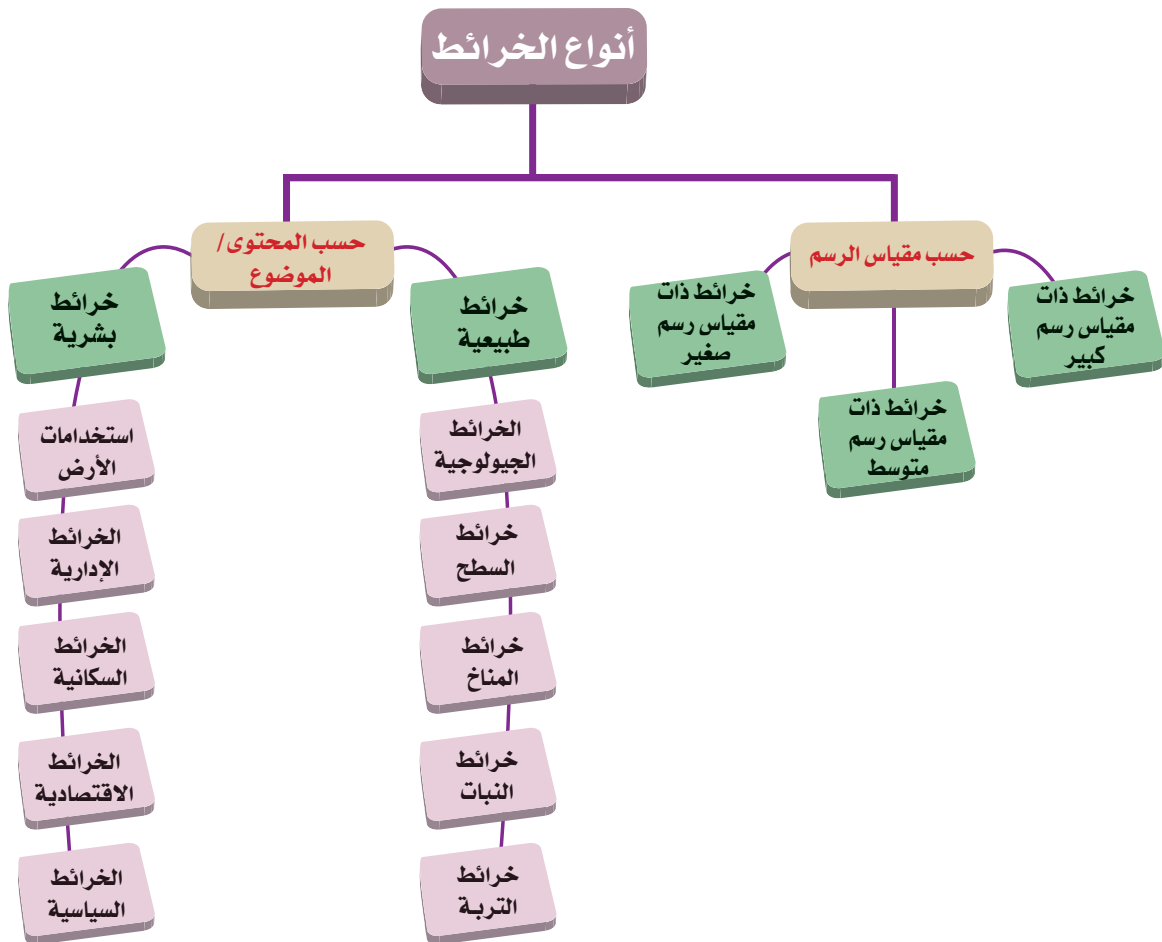 أنواع الخرائط
حسب مقياس الرسم
خرائط ذات
مقياس رسم
كبير
خرائط ذات
مقياس رسم
متوسط
خرائط ذات
مقياس رسم
صغير
حسب المحتوى/
الموضوع
خرائط
طبيعية
الخرائط
الجيولوجية
خرائط
السطح
خرائط
المناخ
خرائط
النبات
خرائط
التربة
خرائط
بشرية
استخدامات
الأرض
الخرائط
الإدارية
الخرائط
السكانية
الخرائط
الاقتصادية
الخرائط
السياسية